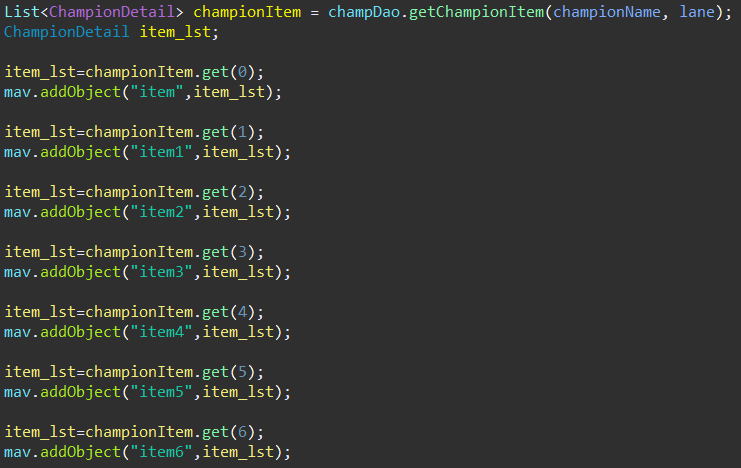 List<ChampionDetail> championItem = champDao.getChampionItem(championName, lane);
ChampionDetail item_lst;
item_lst=championItem.get(0);
mav.addObject("item",item_lst);
item_lst=championItem.get(1);
mav.addObject("item1",item_lst);
item_lst=championItem.get(2);
mav.addObject("item2",item_lst);
item_lst=championItem.get(3);
mav.addObject("item3",item_lst);
item_lst=championItem.get(4);
mav.addObject("item4",item_lst);
item_lst=championItem.get(5);
mav.addObject("item5",item_lst);
item_lst=championItem.get(6);
mav.addObject("item6",item_lst);